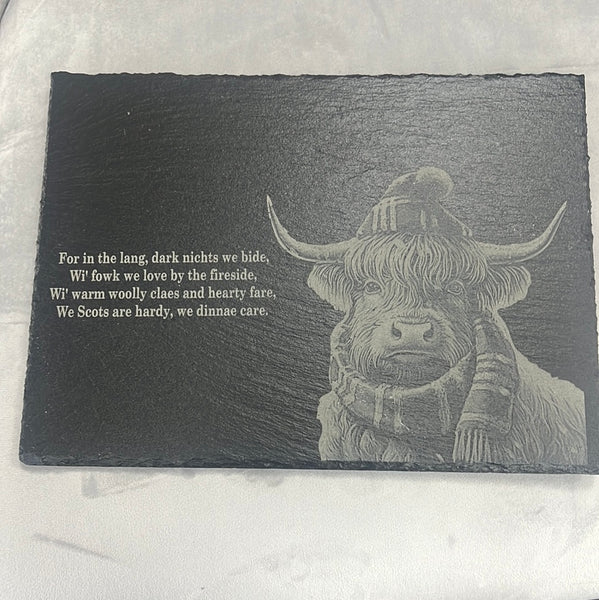 For in the lang, dark nichts we bide,
Wi' fowk we love by the fireside,
Wi' warm woolly claes and hearty fare,
We Scots are hardy, we dinnae care.